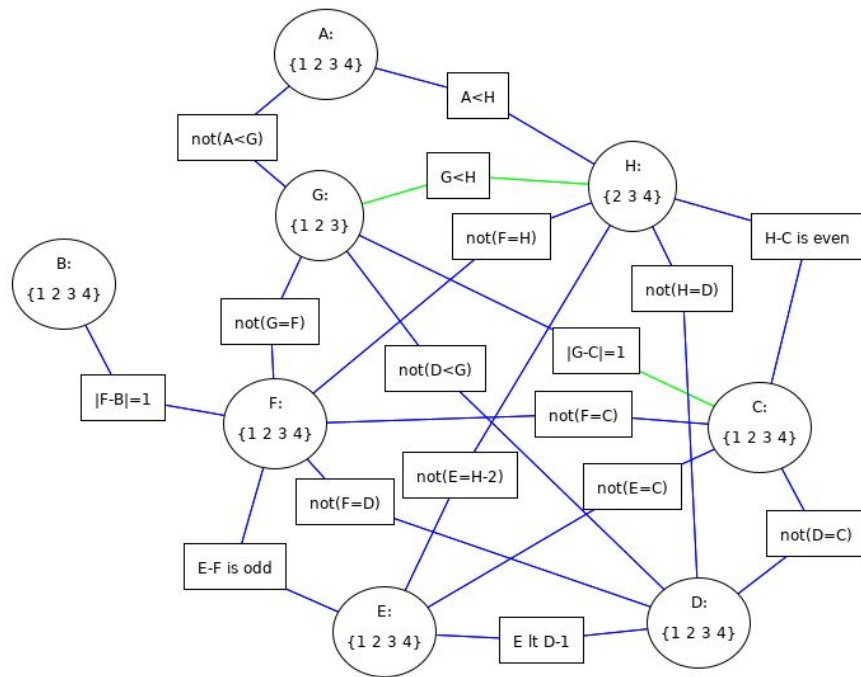 A:
{1 2 3 4}
A<H
not(A<G)
H:
{2 3 4}
G<H
G:
{1 2 3}
not(F=H)
H-C is even
B:
{1 2 3 4}
not(H=D)
not(G=F)
|G-C|=1
not(D<G)
|F-B|=1
F:
{1 2 3 4}
not(F=C)
C:
{1 2 3 4}
not(E=H-2)
not(E=C)
not(F=D)
not(D=C)
E-F is odd
E:
{1 2 3 4}
E lt D-1
D:
{1 2 3 4}